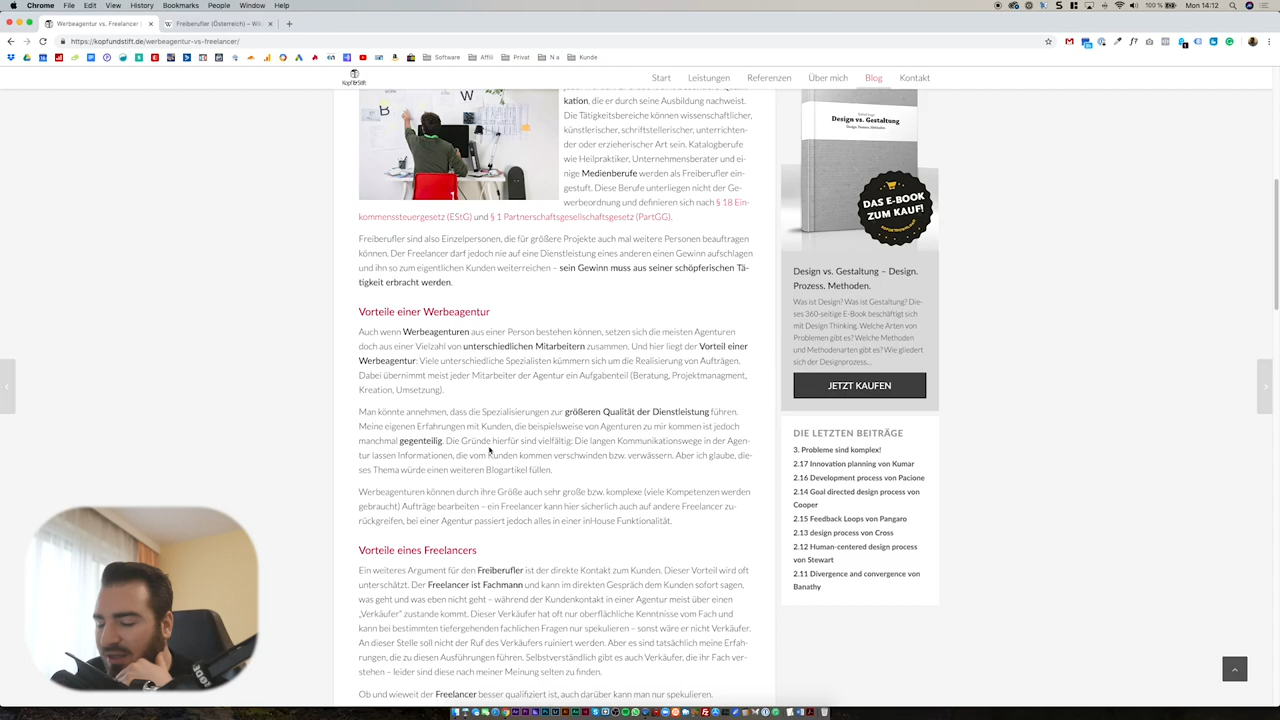 Chrome File Edit View History Bookmarks People Window Help
100 % Mon 14:12
Werbeagentur vs. Freelancer
Freiberufler (Österreich) – Wik
https://kopfundstift.de/werbeagentur-vs-freelancer/
Software Affili Privat N a Kunde
Kopf&Stift
Start Leistungen Referenzen Über mich Blog Kontakt
kation, die er durch seine Ausbildung nachweist.
Die Tätigkeitsbereiche können wissenschaftlicher,
künstlerischer, schriftstellerischer, unterrichten-
der oder erzieherischer Art sein. Katalogberufe
wie Heilpraktiker, Unternehmensberater und ei-
nige Medienberufe werden als Freiberufler ein-
gestuft. Diese Berufe unterliegen nicht der Ge-
werbeordnung und definieren sich nach § 18 Ein-
kommenssteuergesetz (EStG) und § 1 Partnerschaftsgesellschaftsgesetz (PartGG).
Freiberufler sind also Einzelpersonen, die für größere Projekte auch mal weitere Personen beauftragen
können. Der Freelancer darf jedoch nie auf eine Dienstleistung eines anderen einen Gewinn aufschlagen
und ihn so zum eigentlichen Kunden weiterreichen – sein Gewinn muss aus seiner schöpferischen Tä-
tigkeit erbracht werden.
Vorteile einer Werbeagentur
Auch wenn Werbeagenturen aus einer Person bestehen können, setzen sich die meisten Agenturen
doch aus einer Vielzahl von unterschiedlichen Mitarbeitern zusammen. Und hier liegt der Vorteil einer
Werbeagentur: Viele unterschiedliche Spezialisten kümmern sich um die Realisierung von Aufträgen.
Dabei übernimmt meist jeder Mitarbeiter der Agentur ein Aufgabenteil (Beratung, Projektmanagment,
Kreation, Umsetzung).
Man könnte annehmen, dass die Spezialisierungen zur größeren Qualität der Dienstleistung führen.
Meine eigenen Erfahrungen mit Kunden, die beispielsweise von Agenturen zu mir kommen ist jedoch
manchmal gegenteilig. Die Gründe hierfür sind vielfältig: Die langen Kommunikationswege in der Agen-
tur lassen Informationen, die vom Kunden kommen verschwinden bzw. verwässern. Aber ich glaube, die-
ses Thema würde einen weiteren Blogartikel füllen.
Werbeagenturen können durch ihre Größe auch sehr große bzw. komplexe (viele Kompetenzen werden
gebraucht) Aufträge bearbeiten – ein Freelancer kann hier sicherlich auch auf andere Freelancer zu-
rückgreifen, bei einer Agentur passiert jedoch alles in einer inHouse Funktionalität.
Vorteile eines Freelancers
Ein weiteres Argument für den Freiberufler ist der direkte Kontakt zum Kunden. Dieser Vorteil wird oft
unterschätzt. Der Freelancer ist Fachmann und kann im direkten Gespräch dem Kunden sofort sagen,
was geht und was eben nicht geht – während der Kundenkontakt in einer Agentur meist über einen
„Verkäufer“ zustande kommt. Dieser Verkäufer hat oft nur oberflächliche Kenntnisse vom Fach und
kann bei bestimmten tiefergehenden fachlichen Fragen nur spekulieren – sonst wäre er nicht Verkäufer.
An dieser Stelle soll nicht der Ruf des Verkäufers ruiniert werden. Aber es sind tatsächlich meine Erfah-
rungen, die zu diesen Ausführungen führen. Selbstverständlich gibt es auch Verkäufer, die ihr Fach ver-
stehen – leider sind diese nach meiner Meinung selten zu finden.
Ob und wieweit der Freelancer besser qualifiziert ist, auch darüber kann man nur spekulieren.
Design vs. Gestaltung
Design. Prozess. Methoden.
DAS E-BOOK
ZUM KAUF!
Design vs. Gestaltung – Design.
Prozess. Methoden.
Was ist Design? Was ist Gestaltung? Die-
ses 360-seitige E-Book beschäftigt sich
mit Design Thinking. Welche Arten von
Problemen gibt es? Welche Methoden
und Methodenarten gibt es? Wie gliedert
sich der Designprozess...
JETZT KAUFEN
DIE LETZTEN BEITRÄGE
3. Probleme sind komplex!
2.17 Innovation planning von Kumar
2.16 Development process von Pacione
2.14 Goal directed design process von
Cooper
2.15 Feedback Loops von Pangaro
2.13 design process von Cross
2.12 Human-centered design process
von Stewart
2.11 Divergence and convergence von
Banathy